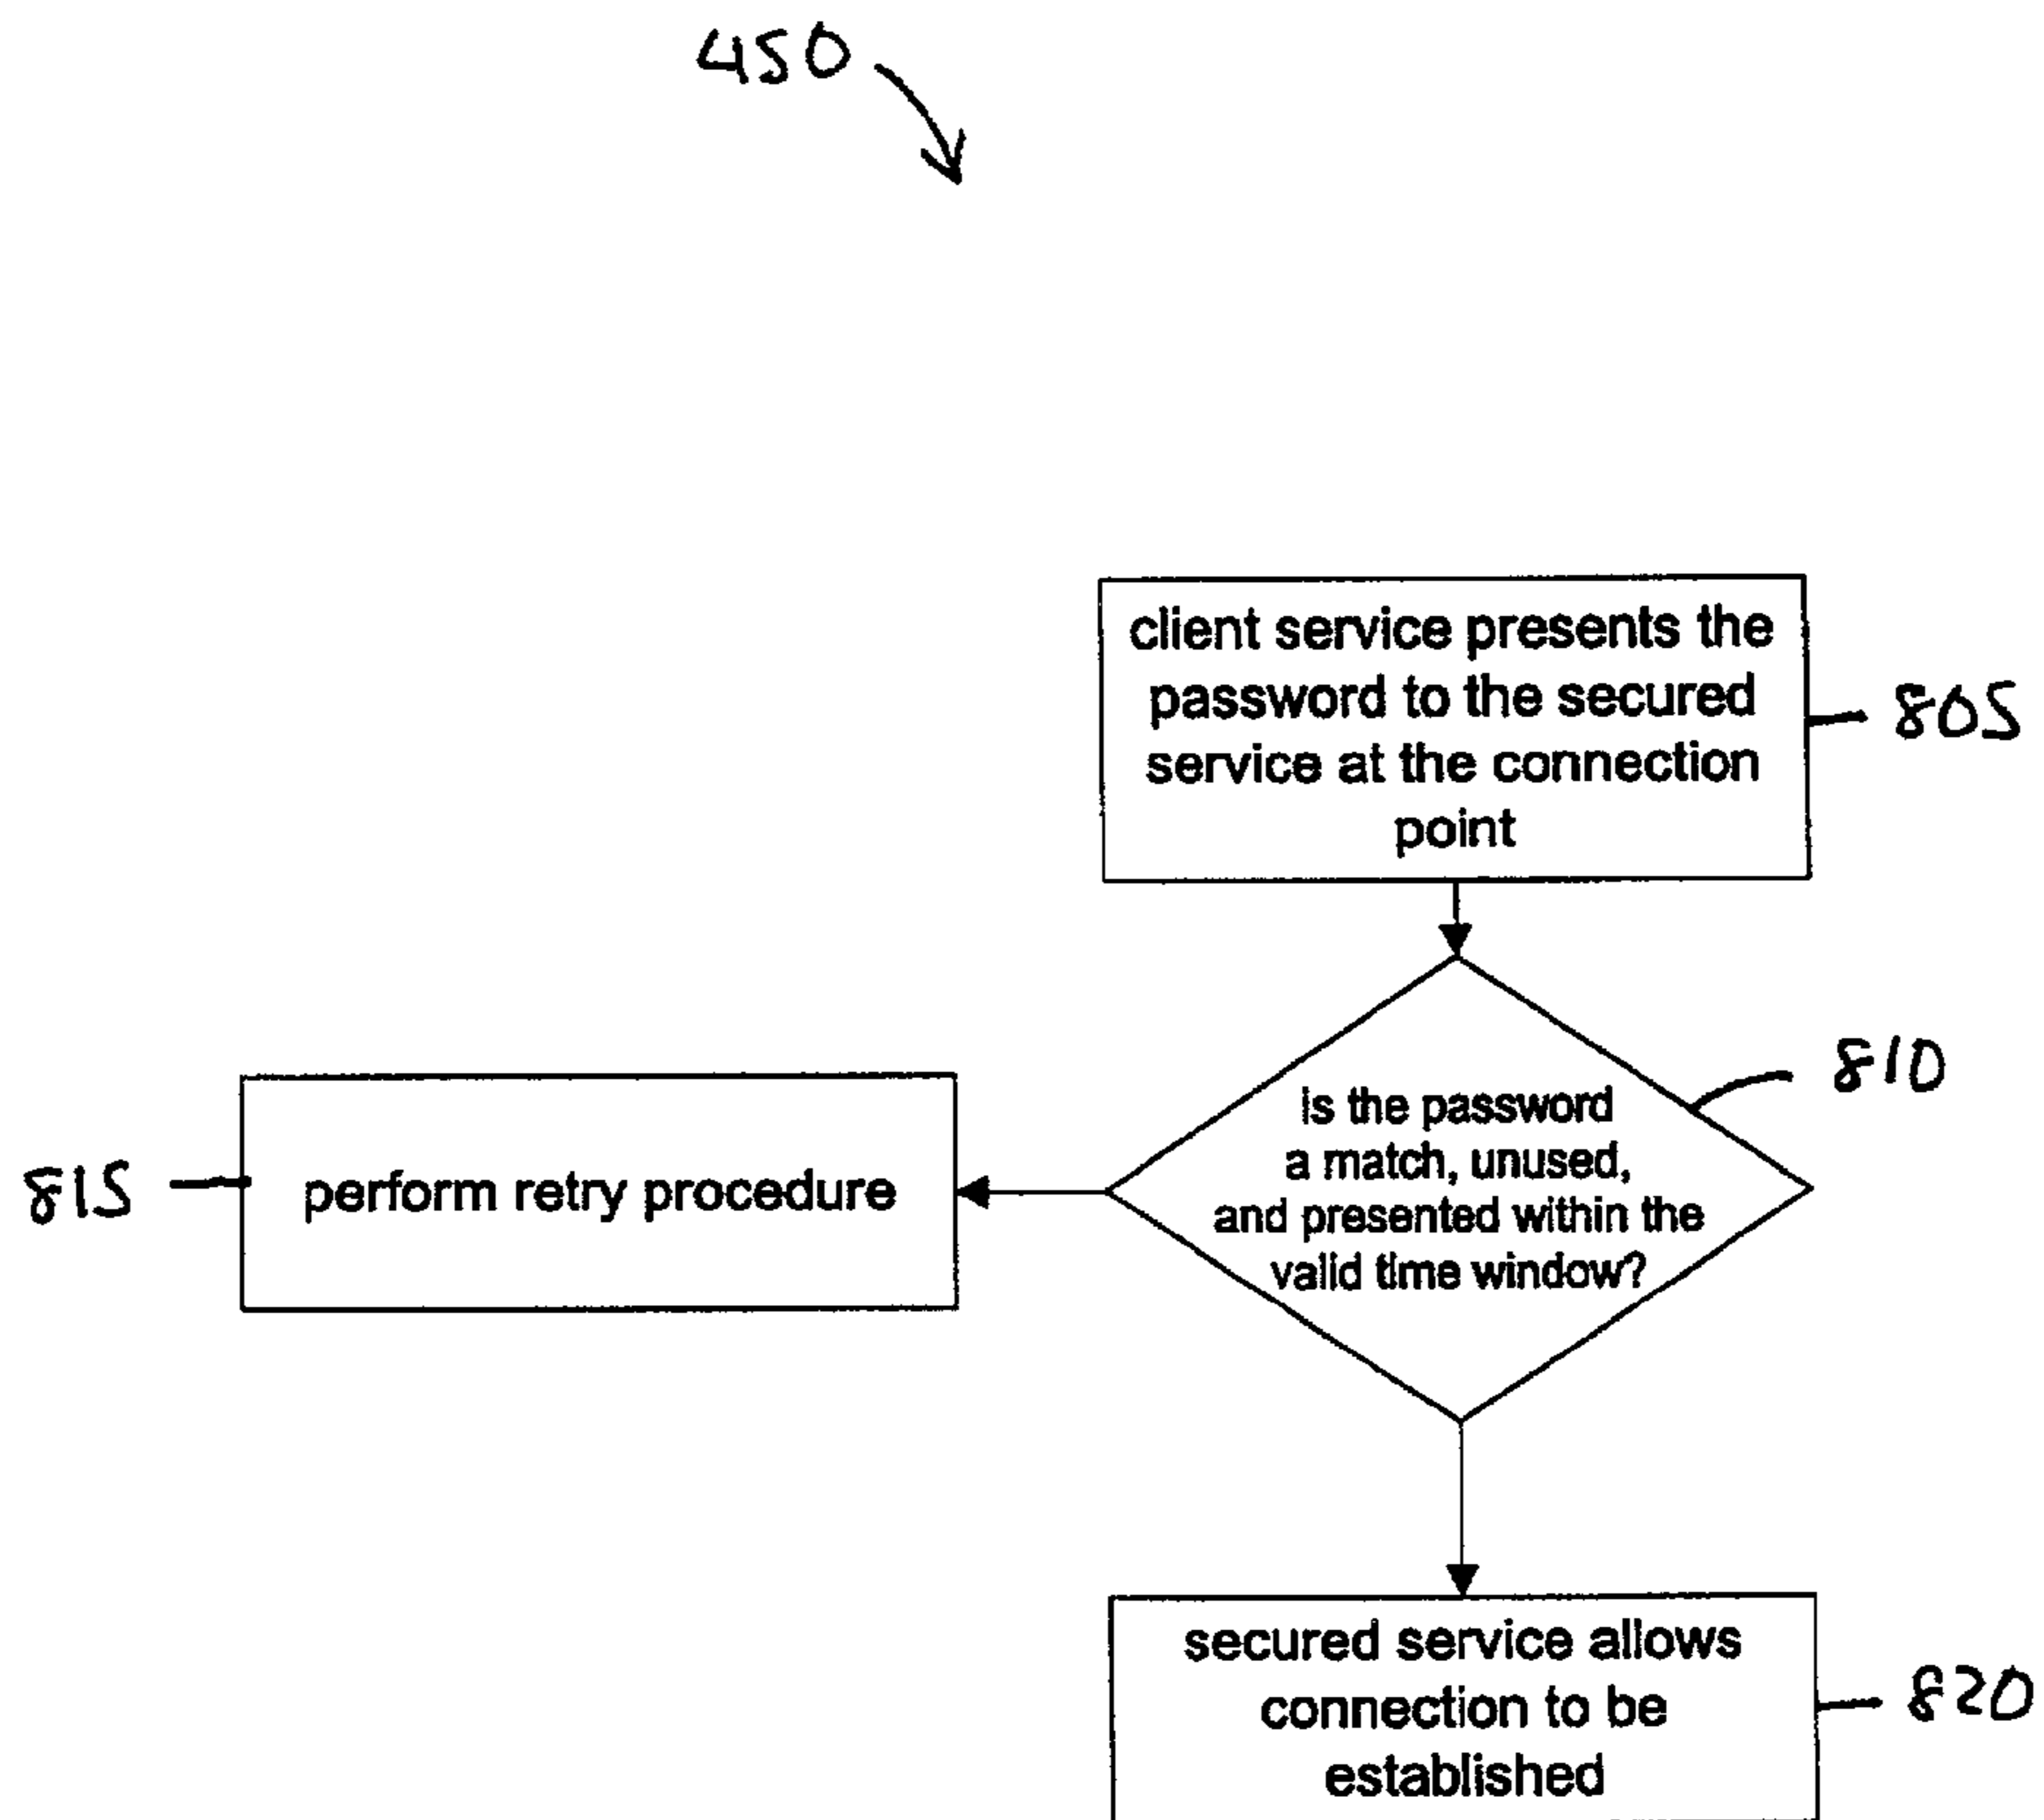 450
client service presents the
password to the secured
service at the connection
point
805
810
is the password
a match, unused,
and presented within the
valid time window?
815
perform retry procedure
secured service allows
connection to be
established
820